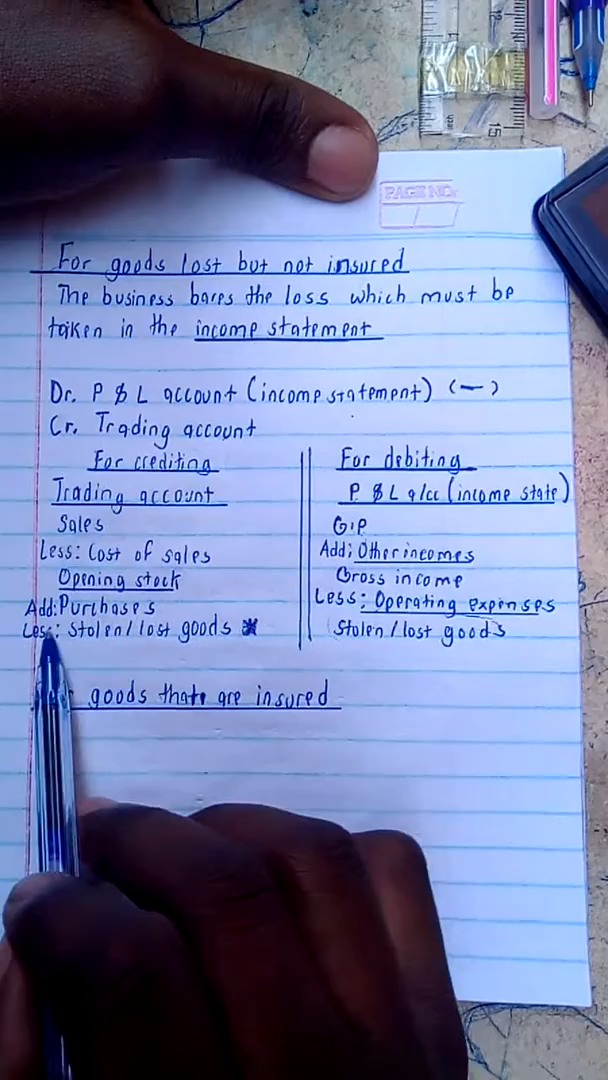 PAGE NO:
For goods lost but not insured
The business bares the loss which must be
taken in the income statement
Dr. P & L account (income statement) (—)
Cr. Trading account
For crediting
Trading account
Sales
Less: Cost of sales
Opening stock
Add: Purchases
Less: Stolen/lost goods
For debiting
P & L a/cc (income state)
G.P
Add; Other incomes
Gross income
Less: Operating expenses
Stolen / lost goods
goods that are insured
15